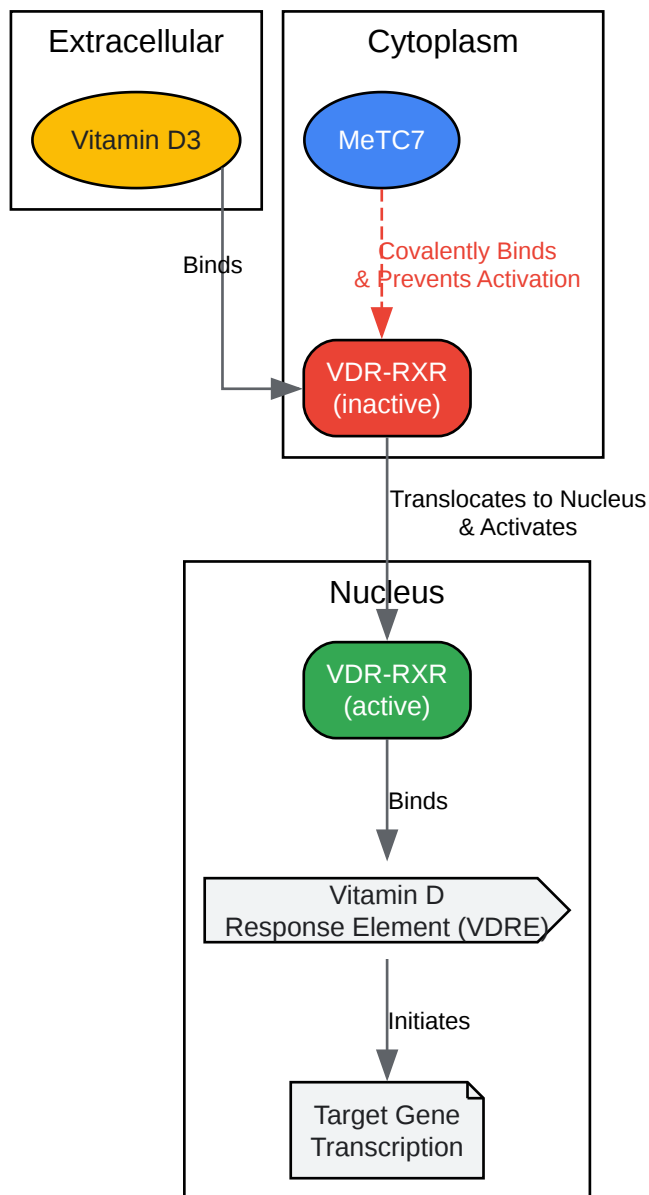 Extracellular
Cytoplasm
Vitamin D3
MeTC7
Binds
Covalently Binds
& Prevents Activation
VDR-RXR
(inactive)
Translocates to Nucleus
& Activates
Nucleus
VDR-RXR
(active)
Binds
Vitamin D
Response Element (VDRE)
Initiates
Target Gene
Transcription